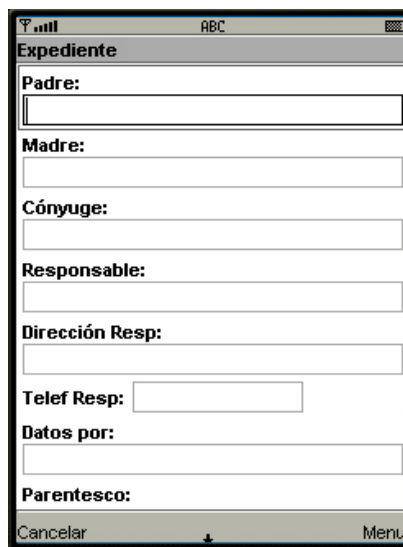 ABC
Expediente
Padre:
Madre:
Cónyuge:
Responsable:
Dirección Resp:
Telef Resp:
Datos por:
Parentesco:
Cancelar Menu